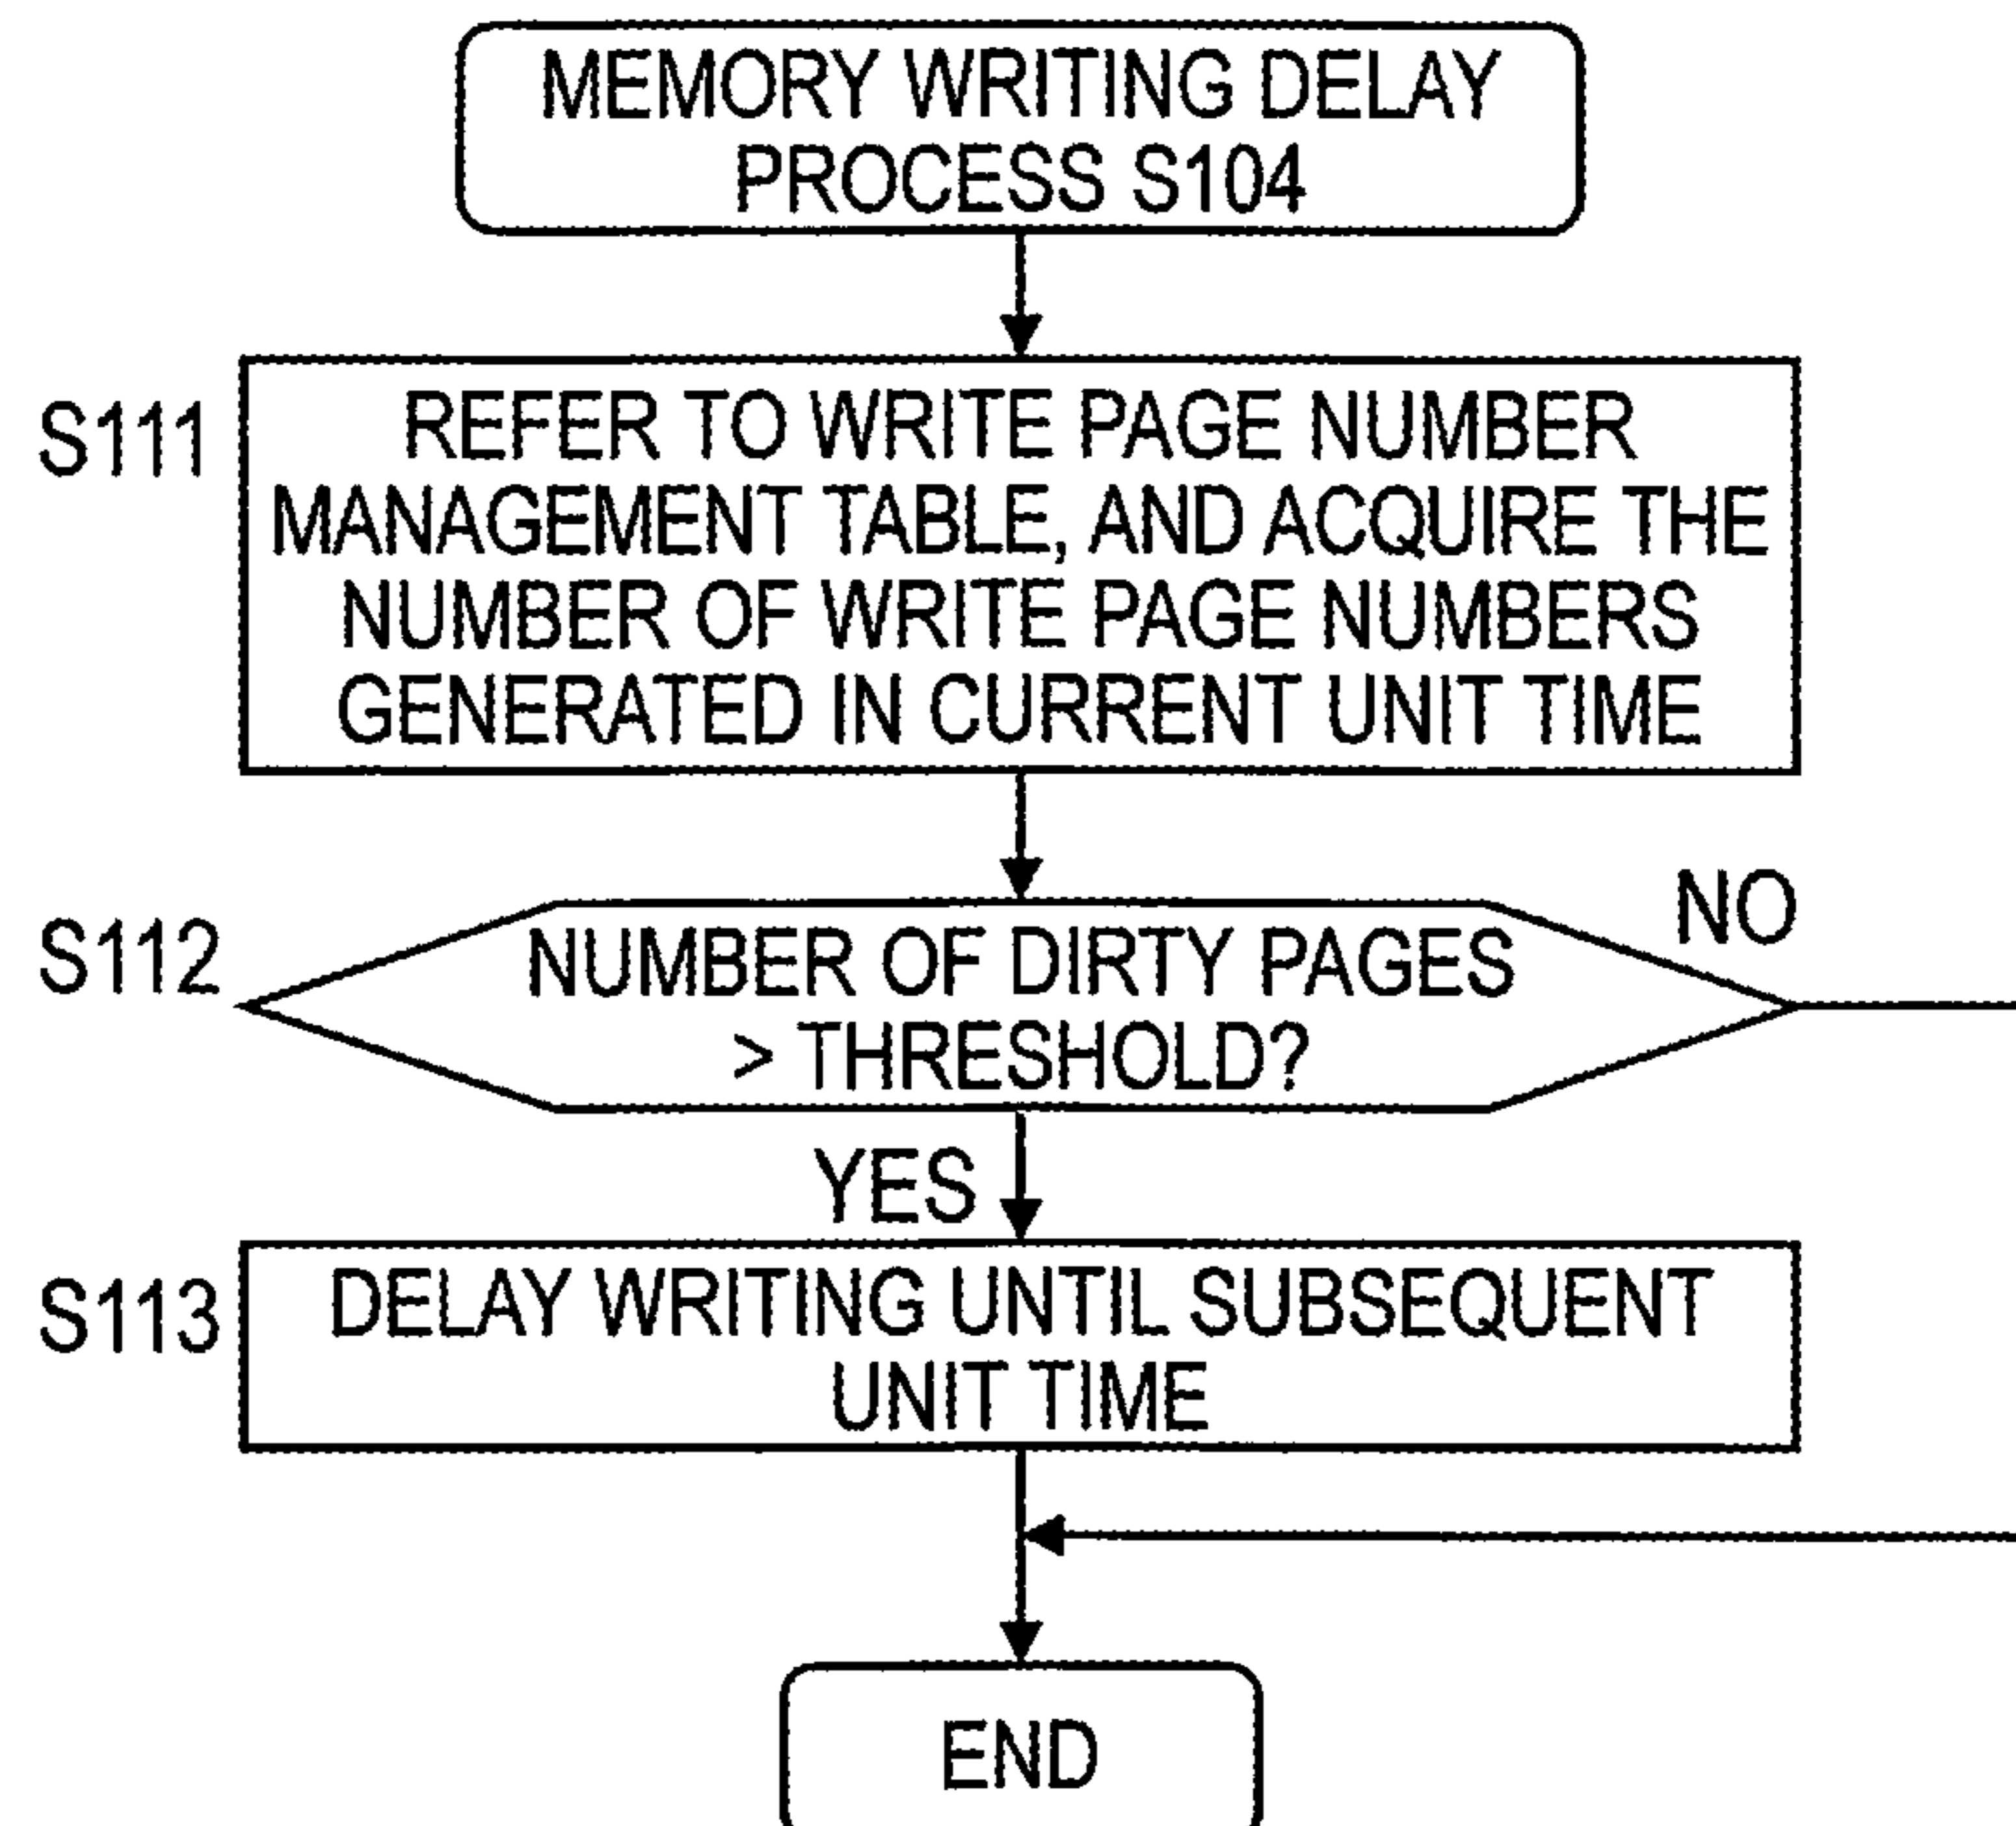 MEMORY WRITING DELAY
PROCESS S104
S111
REFER TO WRITE PAGE NUMBER
MANAGEMENT TABLE, AND ACQUIRE THE
NUMBER OF WRITE PAGE NUMBERS
GENERATED IN CURRENT UNIT TIME
S112
NUMBER OF DIRTY PAGES
> THRESHOLD?
NO
YES
S113
DELAY WRITING UNTIL SUBSEQUENT
UNIT TIME
END